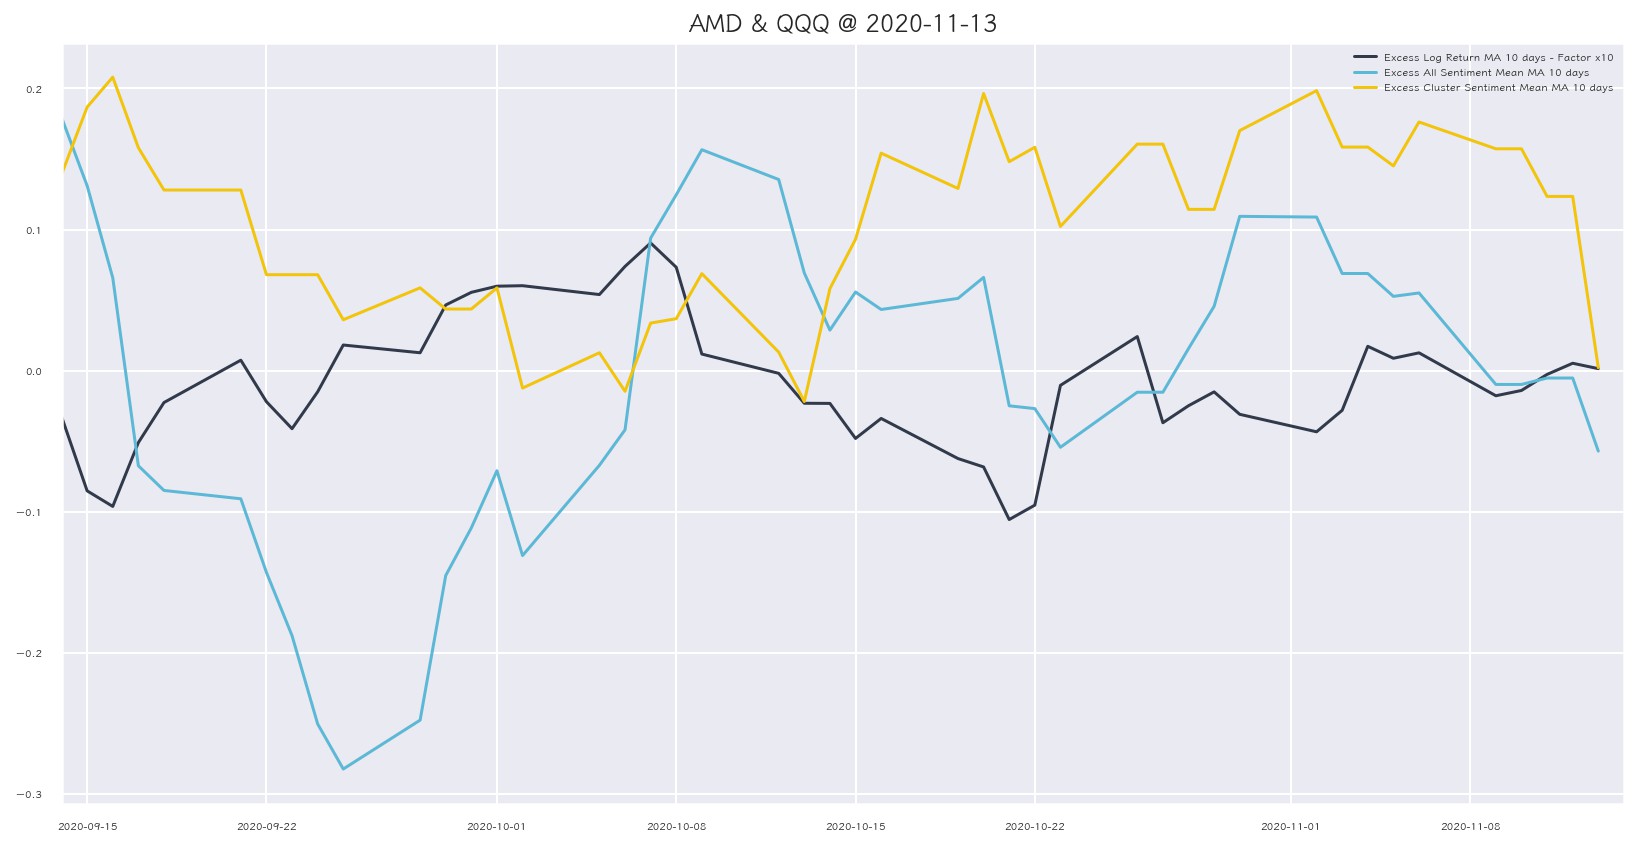 AMD & QQQ @ 2020-11-13
Excess Log Return MA 10 days - Factor x10
Excess All Sentiment Mean MA 10 days
Excess Cluster Sentiment Mean MA 10 days
0.2
0.1
0.0
−0.1
−0.2
−0.3
2020-09-15 2020-09-22 2020-10-01 2020-10-08 2020-10-15 2020-10-22 2020-11-01 2020-11-08